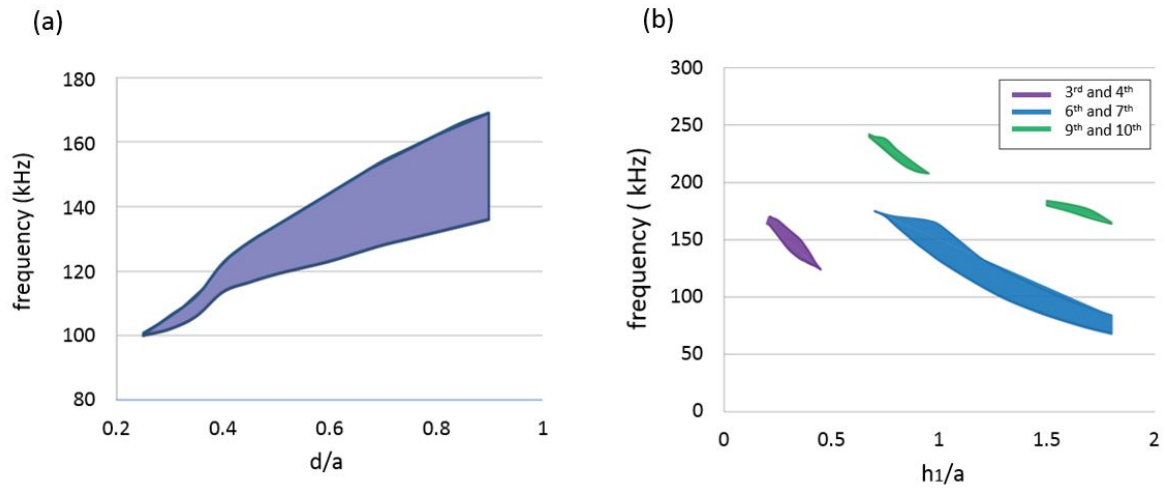 (a)
180
160
140
120
100
80
frequency (kHz)
0.2 0.4 0.6 0.8 1
d/a
(b)
300
250
200
150
100
50
0
frequency ( kHz)
0 0.5 1 1.5 2
h1/a
3rd and 4th
6th and 7th
9th and 10th